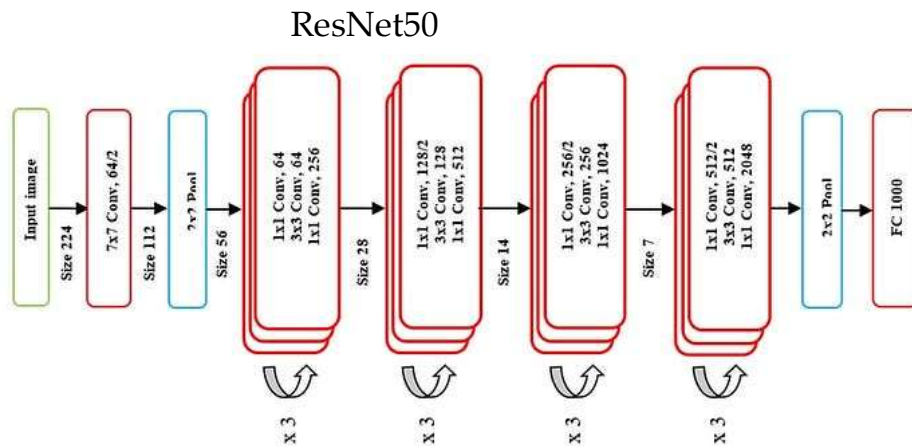 ResNet50
Input image
Size 224
7x7 Conv, 64/2
Size 112
Pool
Size 56
1x1 Conv, 64
3x3 Conv, 64
1x1 Conv, 256
x 3
Size 28
1x1 Conv, 128/2
3x3 Conv, 128
1x1 Conv, 512
x 3
Size 14
1x1 Conv, 256/2
3x3 Conv, 256
1x1 Conv, 1024
x 3
Size 7
1x1 Conv, 512/2
3x3 Conv, 512
1x1 Conv, 2048
x 3
2x2 Pool
FC 1000